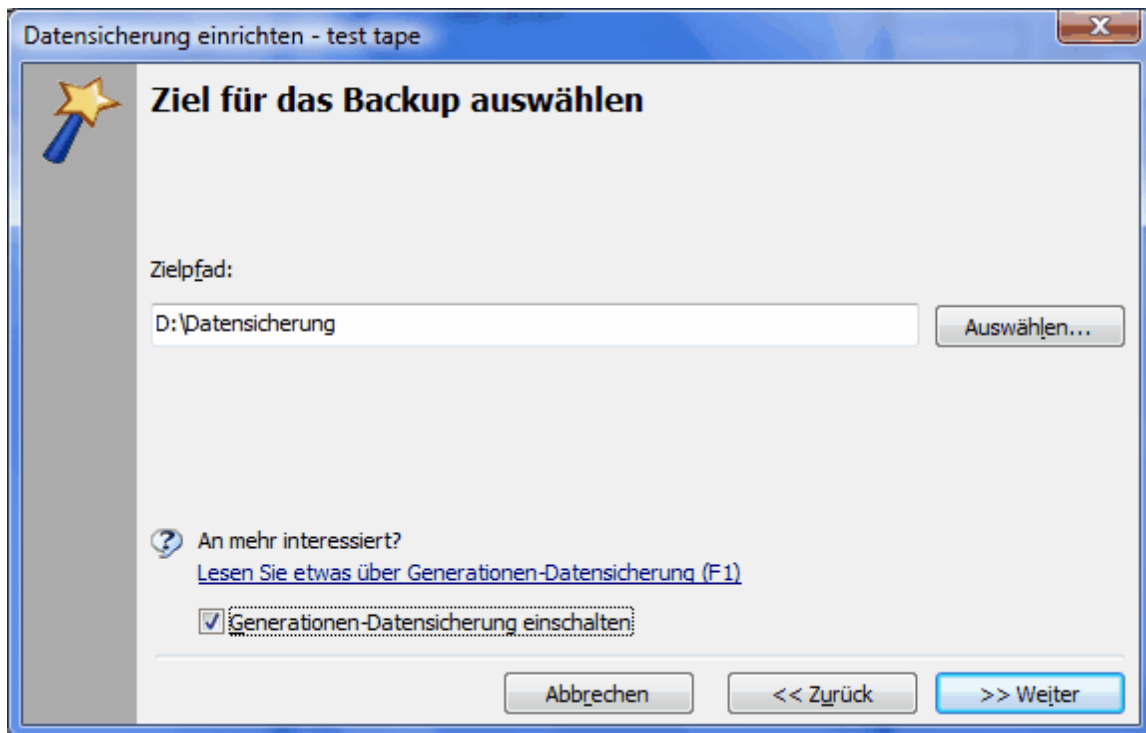 Datensicherung einrichten - test tape
Ziel für das Backup auswählen
Zielpfad:
D:\Datensicherung
Auswählen...
An mehr interessiert?
Lesen Sie etwas über Generationen-Datensicherung (F1)
Generationen-Datensicherung einschalten
Abbrechen
<< Zurück
>> Weiter